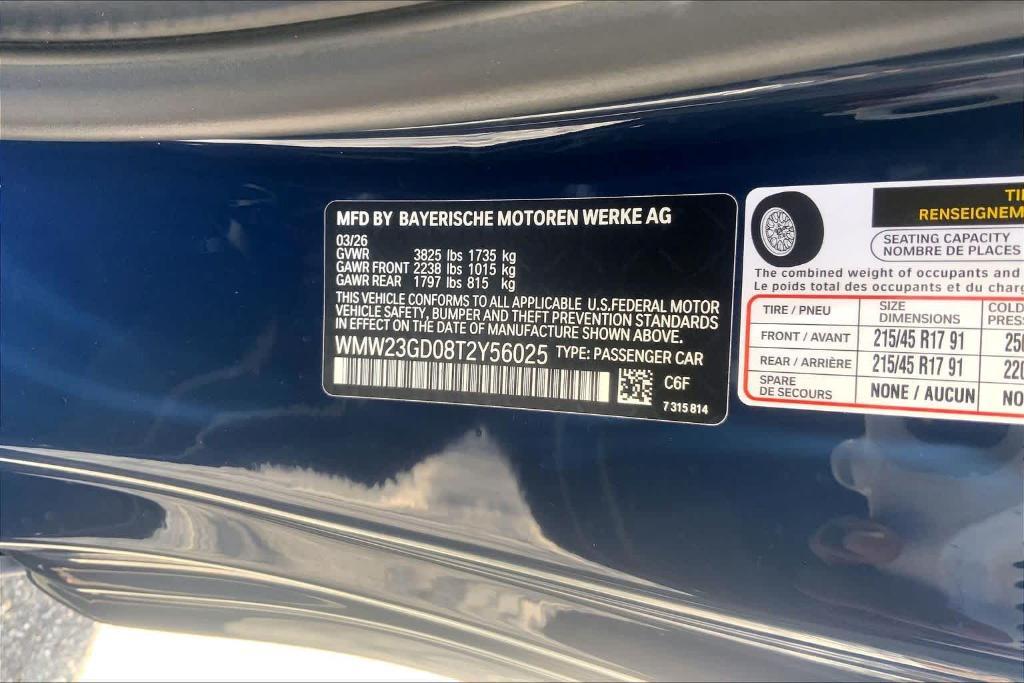 MFD BY BAYERISCHE MOTOREN WERKE AG
03/26
GVWR 3825 lbs 1735 kg
GAWR FRONT 2238 lbs 1015 kg
GAWR REAR 1797 lbs 815 kg
THIS VEHICLE CONFORMS TO ALL APPLICABLE U.S.FEDERAL MOTOR
VEHICLE SAFETY, BUMPER AND THEFT PREVENTION STANDARDS
IN EFFECT ON THE DATE OF MANUFACTURE SHOWN ABOVE.
WMW23GD08T2Y56025 TYPE: PASSENGER CAR
C6F
7 315 814
SEATING CAPACITY
NOMBRE DE PLACES
The combined weight of occupants and
Le poids total des occupants et du
TIRE / PNEU SIZE DIMENSIONS
FRONT / AVANT 215/45 R17 91
REAR / ARRIÈRE 215/45 R17 91
SPARE DE SECOURS NONE / AUCUN